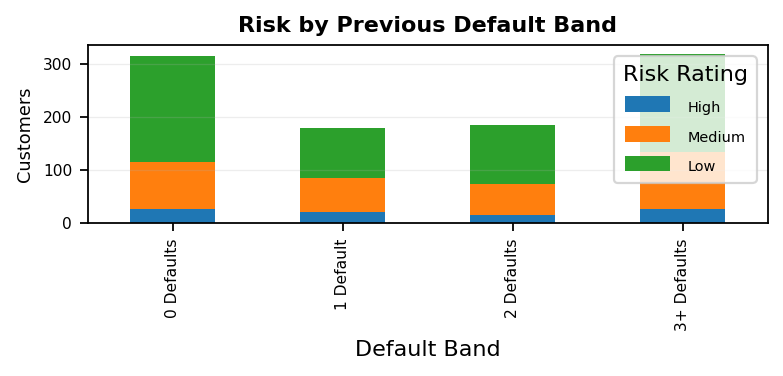 Risk by Previous Default Band
Customers
300
200
100
0
Risk Rating
High
Medium
Low
0 Defaults
1 Default
2 Defaults
3+ Defaults
Default Band